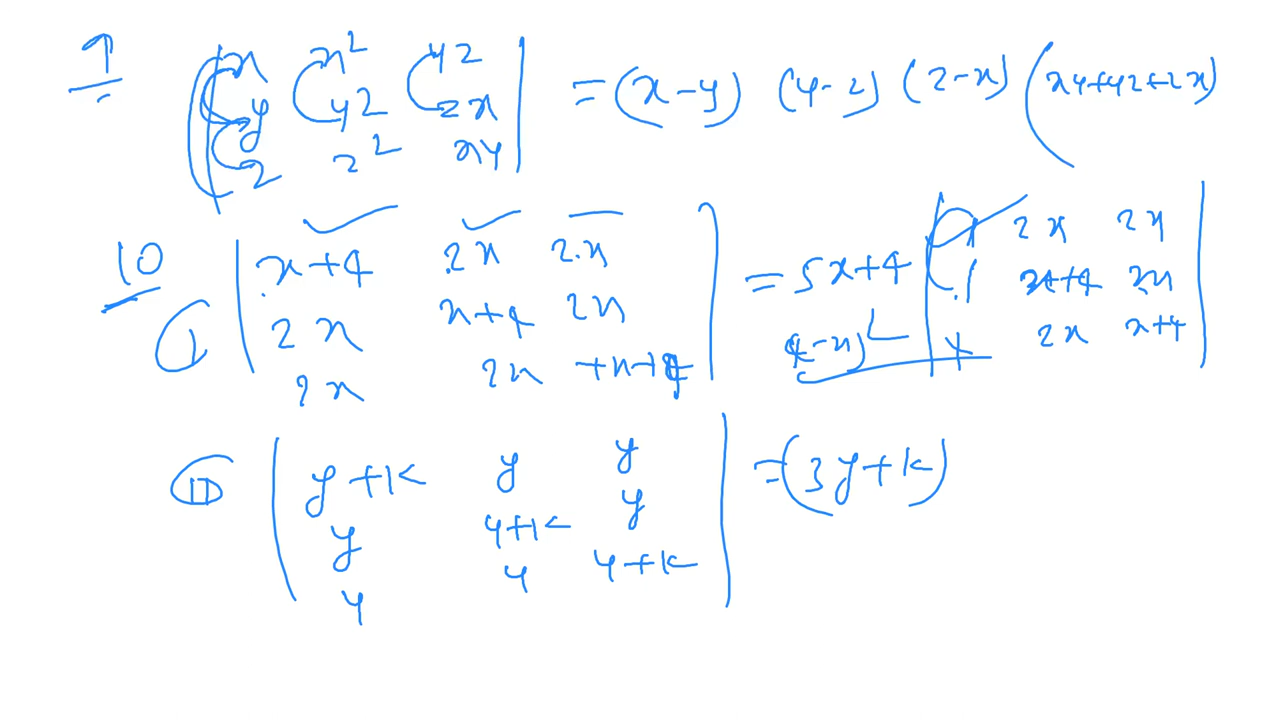 9 | x x² yz | = (x-y) (y-z) (z-x) (xy+yz+zx)
y yz zx
z z² xy
10 (I) | x+4 2x 2x | = 5x+4 | 1 2x 2x |
2x x+4 2x 1 x+4 2x
2x 2x +x+4 (4-x)² 1 2x x+4
(II) | y+k y y | = (3y+k)
y y+k y
y y y+k